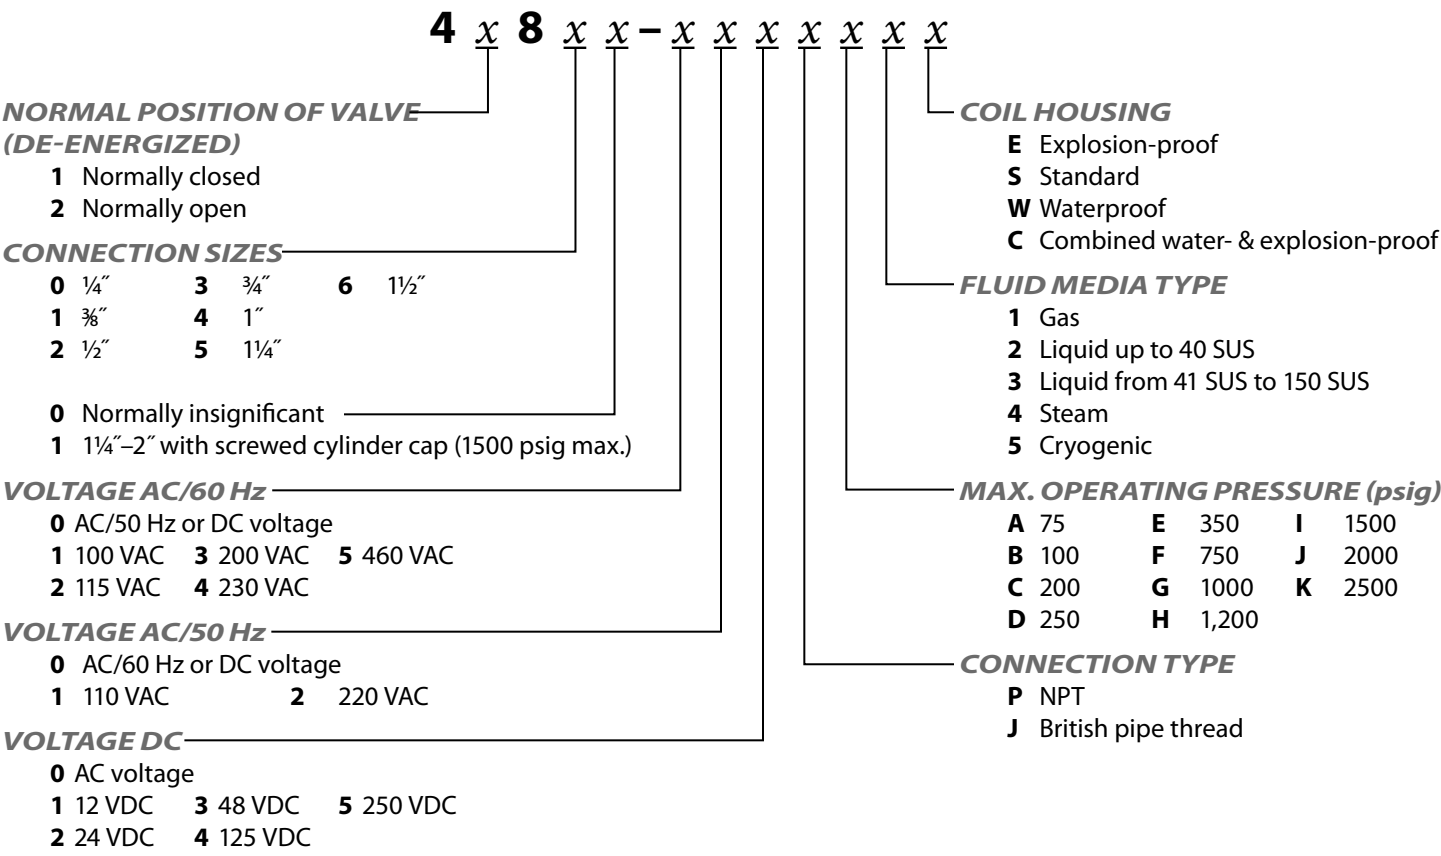 4 x 8 x x – x x x x x x x
NORMAL POSITION OF VALVE
(DE-ENERGIZED)
1 Normally closed
2 Normally open
CONNECTION SIZES
0 ¼″ 3 ¾″ 6 1½″
1 ⅜″ 4 1″
2 ½″ 5 1¼″
0 Normally insignificant
1 1¼″–2″ with screwed cylinder cap (1500 psig max.)
VOLTAGE AC/60 Hz
0 AC/50 Hz or DC voltage
1 100 VAC 3 200 VAC 5 460 VAC
2 115 VAC 4 230 VAC
VOLTAGE AC/50 Hz
0 AC/60 Hz or DC voltage
1 110 VAC 2 220 VAC
VOLTAGE DC
0 AC voltage
1 12 VDC 3 48 VDC 5 250 VDC
2 24 VDC 4 125 VDC
COIL HOUSING
E Explosion-proof
S Standard
W Waterproof
C Combined water- & explosion-proof
FLUID MEDIA TYPE
1 Gas
2 Liquid up to 40 SUS
3 Liquid from 41 SUS to 150 SUS
4 Steam
5 Cryogenic
MAX. OPERATING PRESSURE (psig)
A 75 E 350 I 1500
B 100 F 750 J 2000
C 200 G 1000 K 2500
D 250 H 1,200
CONNECTION TYPE
P NPT
J British pipe thread